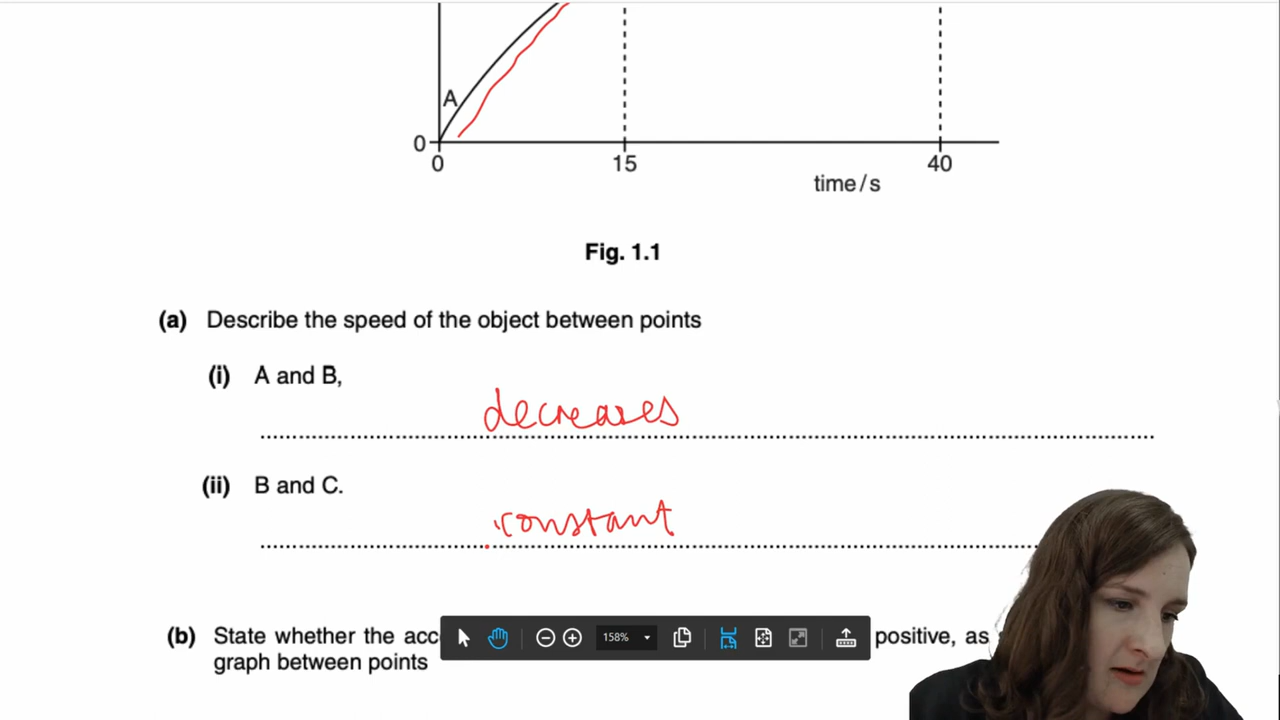 A
0
0 15 40
time/s
Fig. 1.1
(a) Describe the speed of the object between points
(i) A and B,
decreases
(ii) B and C.
constant
(b) State whether the acc
158%
positive, as
graph between points